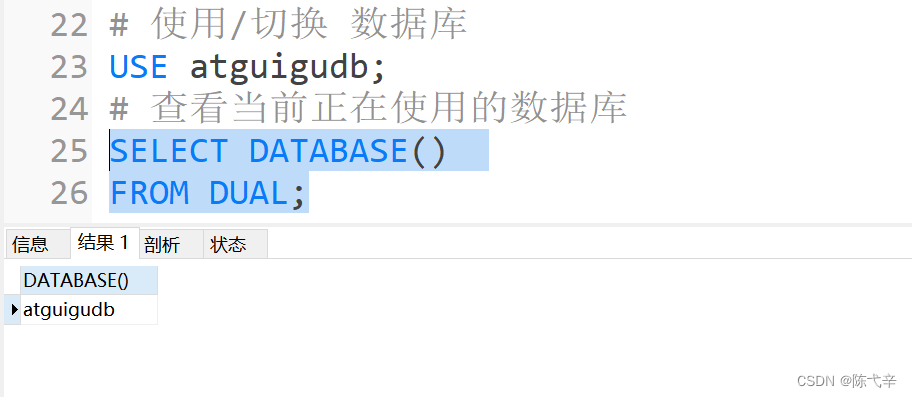 22 # 使用/切换 数据库
23 USE atguigudb;
24 # 查看当前正在使用的数据库
25 SELECT DATABASE()
26 FROM DUAL;
信息 结果 1 剖析 状态
DATABASE()
atguigudb
CSDN @陈弋辛